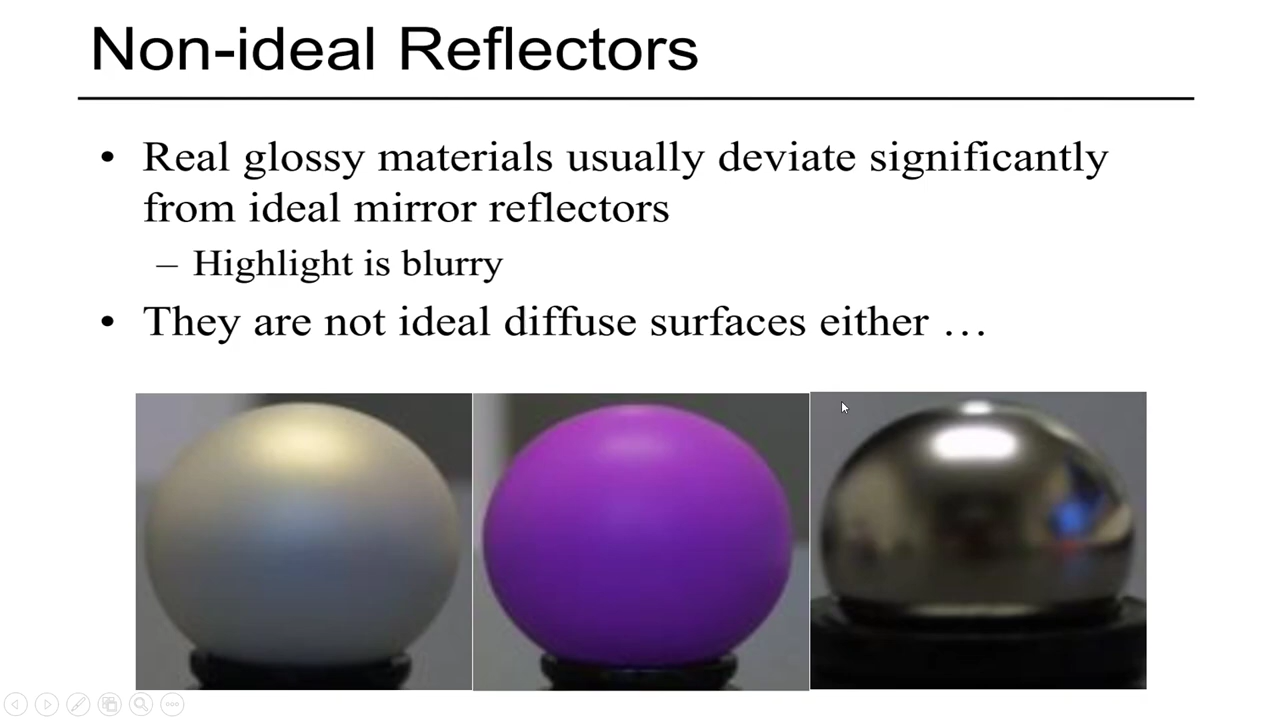 Non-ideal Reflectors
• Real glossy materials usually deviate significantly
from ideal mirror reflectors
– Highlight is blurry
• They are not ideal diffuse surfaces either …